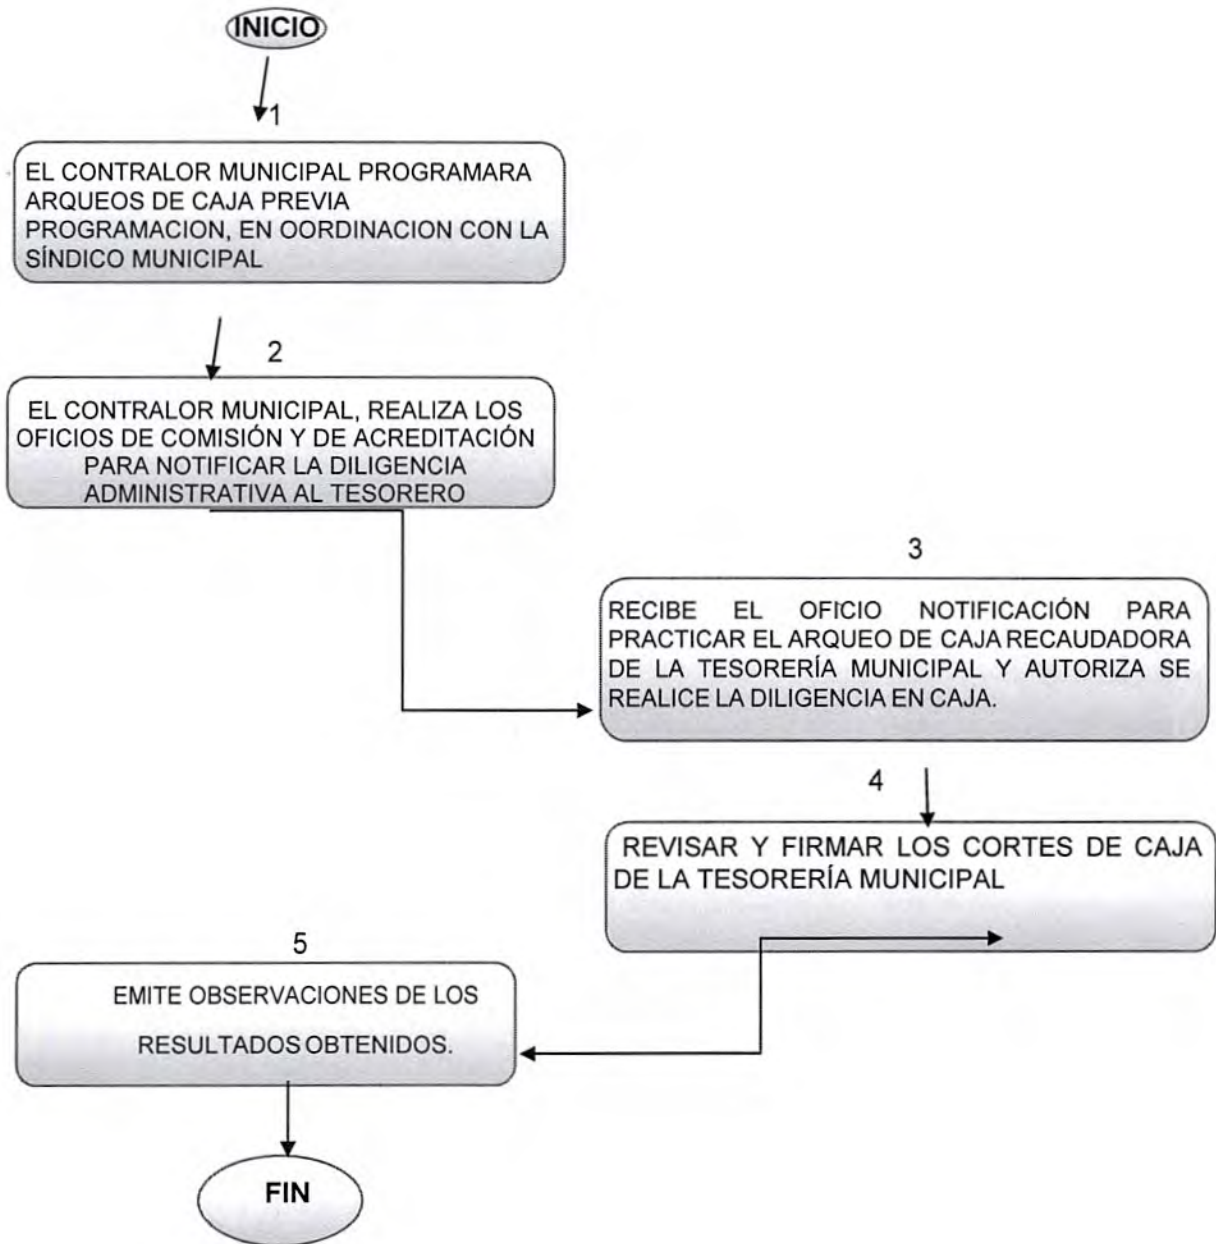 INICIO
1
EL CONTRALOR MUNICIPAL PROGRAMARA
ARQUEOS DE CAJA PREVIA
PROGRAMACION, EN OORDINACION CON LA
SÍNDICO MUNICIPAL
2
EL CONTRALOR MUNICIPAL, REALIZA LOS
OFICIOS DE COMISIÓN Y DE ACREDITACIÓN
PARA NOTIFICAR LA DILIGENCIA
ADMINISTRATIVA AL TESORERO
3
RECIBE EL OFICIO NOTIFICACIÓN PARA
PRACTICAR EL ARQUEO DE CAJA RECAUDADORA
DE LA TESORERÍA MUNICIPAL Y AUTORIZA SE
REALICE LA DILIGENCIA EN CAJA.
4
REVISAR Y FIRMAR LOS CORTES DE CAJA
DE LA TESORERÍA MUNICIPAL
5
EMITE OBSERVACIONES DE LOS
RESULTADOS OBTENIDOS.
FIN